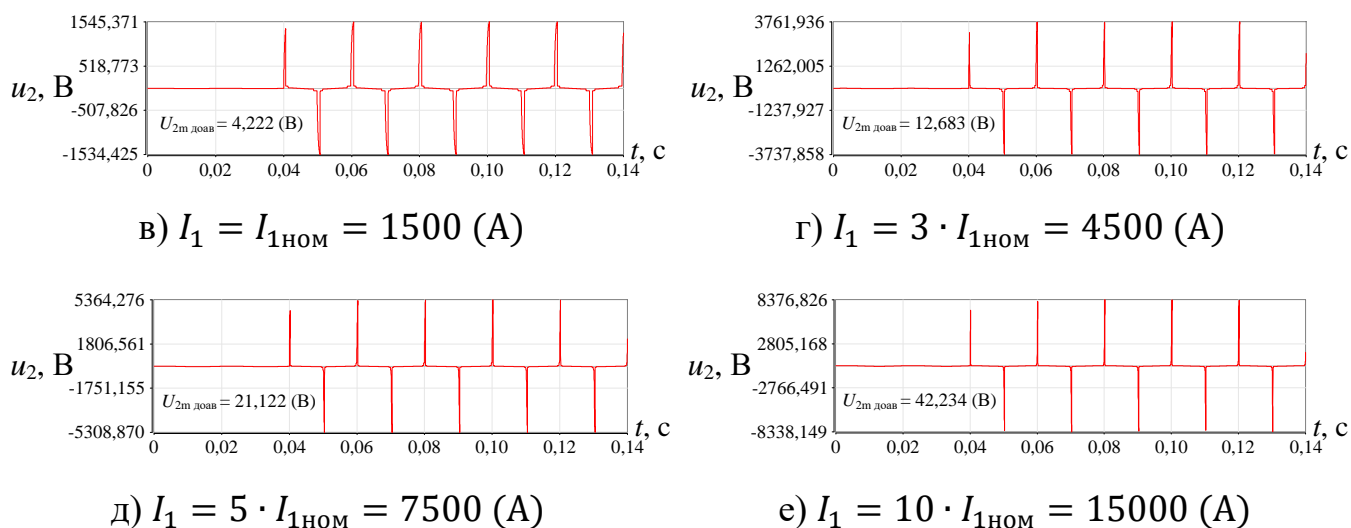 1545,371
518,773
u₂, В
-507,826
U2m доав = 4,222 (В)
-1534,425
t, с
0 0,02 0,04 0,06 0,08 0,10 0,12 0,14
в) I₁ = I₁ном = 1500 (А)
3761,936
1262,005
u₂, В
-1237,927
U2m доав = 12,683 (В)
-3737,858
t, с
0 0,02 0,04 0,06 0,08 0,10 0,12 0,14
г) I₁ = 3 · I₁ном = 4500 (А)
5364,276
1806,561
u₂, В
-1751,155
U2m доав = 21,122 (В)
-5308,870
t, с
0 0,02 0,04 0,06 0,08 0,10 0,12 0,14
д) I₁ = 5 · I₁ном = 7500 (А)
8376,826
2805,168
u₂, В
-2766,491
U2m доав = 42,234 (В)
-8338,149
t, с
0 0,02 0,04 0,06 0,08 0,10 0,12 0,14
е) I₁ = 10 · I₁ном = 15000 (А)